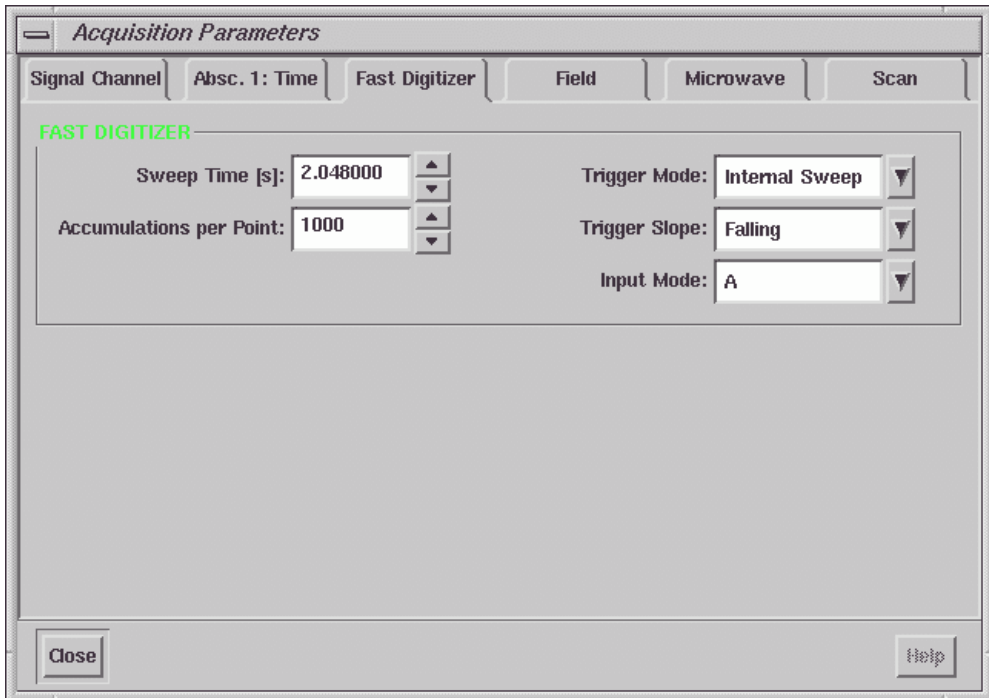 Acquisition Parameters
Signal Channel Absc. 1: Time Fast Digitizer Field Microwave Scan
FAST DIGITIZER
Sweep Time [s]: 2.048000 Trigger Mode: Internal Sweep
Accumulations per Point: 1000 Trigger Slope: Falling
Input Mode: A
Close Help